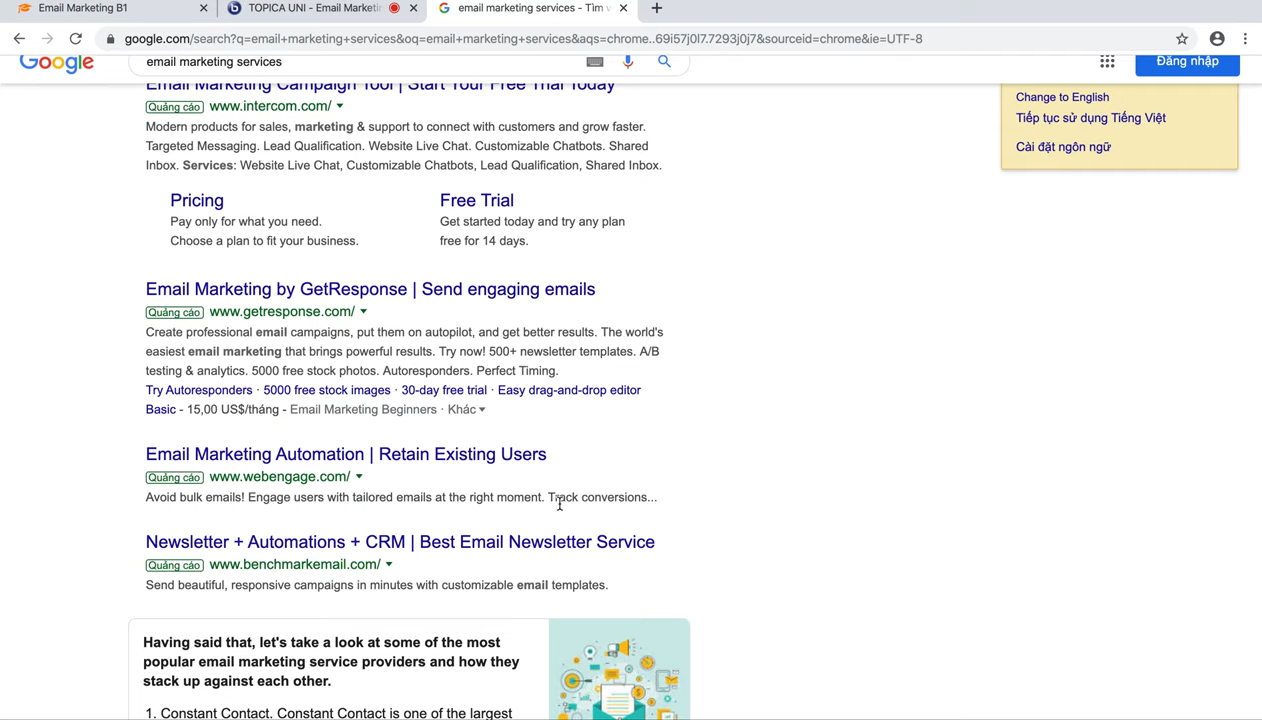 Email Marketing B1
TOPICA UNI - Email Marketin
email marketing services - Tìm
google.com/search?q=email+marketing+services&oq=email+marketing+services&aqs=chrome..69i57j0l7.7293j0j7&sourceid=chrome&ie=UTF-8
Google
email marketing services
Đăng nhập
Email Marketing Campaign Tool | Start Your Free Trial Today
Quảng cáo www.intercom.com/
Modern products for sales, marketing & support to connect with customers and grow faster.
Targeted Messaging. Lead Qualification. Website Live Chat. Customizable Chatbots. Shared
Inbox. Services: Website Live Chat, Customizable Chatbots, Lead Qualification, Shared Inbox.
Pricing
Pay only for what you need.
Choose a plan to fit your business.
Free Trial
Get started today and try any plan
free for 14 days.
Email Marketing by GetResponse | Send engaging emails
Quảng cáo www.getresponse.com/
Create professional email campaigns, put them on autopilot, and get better results. The world's
easiest email marketing that brings powerful results. Try now! 500+ newsletter templates. A/B
testing & analytics. 5000 free stock photos. Autoresponders. Perfect Timing.
Try Autoresponders · 5000 free stock images · 30-day free trial · Easy drag-and-drop editor
Basic - 15,00 US$/tháng - Email Marketing Beginners · Khác
Email Marketing Automation | Retain Existing Users
Quảng cáo www.webengage.com/
Avoid bulk emails! Engage users with tailored emails at the right moment. Track conversions...
Newsletter + Automations + CRM | Best Email Newsletter Service
Quảng cáo www.benchmarkemail.com/
Send beautiful, responsive campaigns in minutes with customizable email templates.
Having said that, let's take a look at some of the most
popular email marketing service providers and how they
stack up against each other.
1. Constant Contact. Constant Contact is one of the largest
Change to English
Tiếp tục sử dụng Tiếng Việt
Cài đặt ngôn ngữ